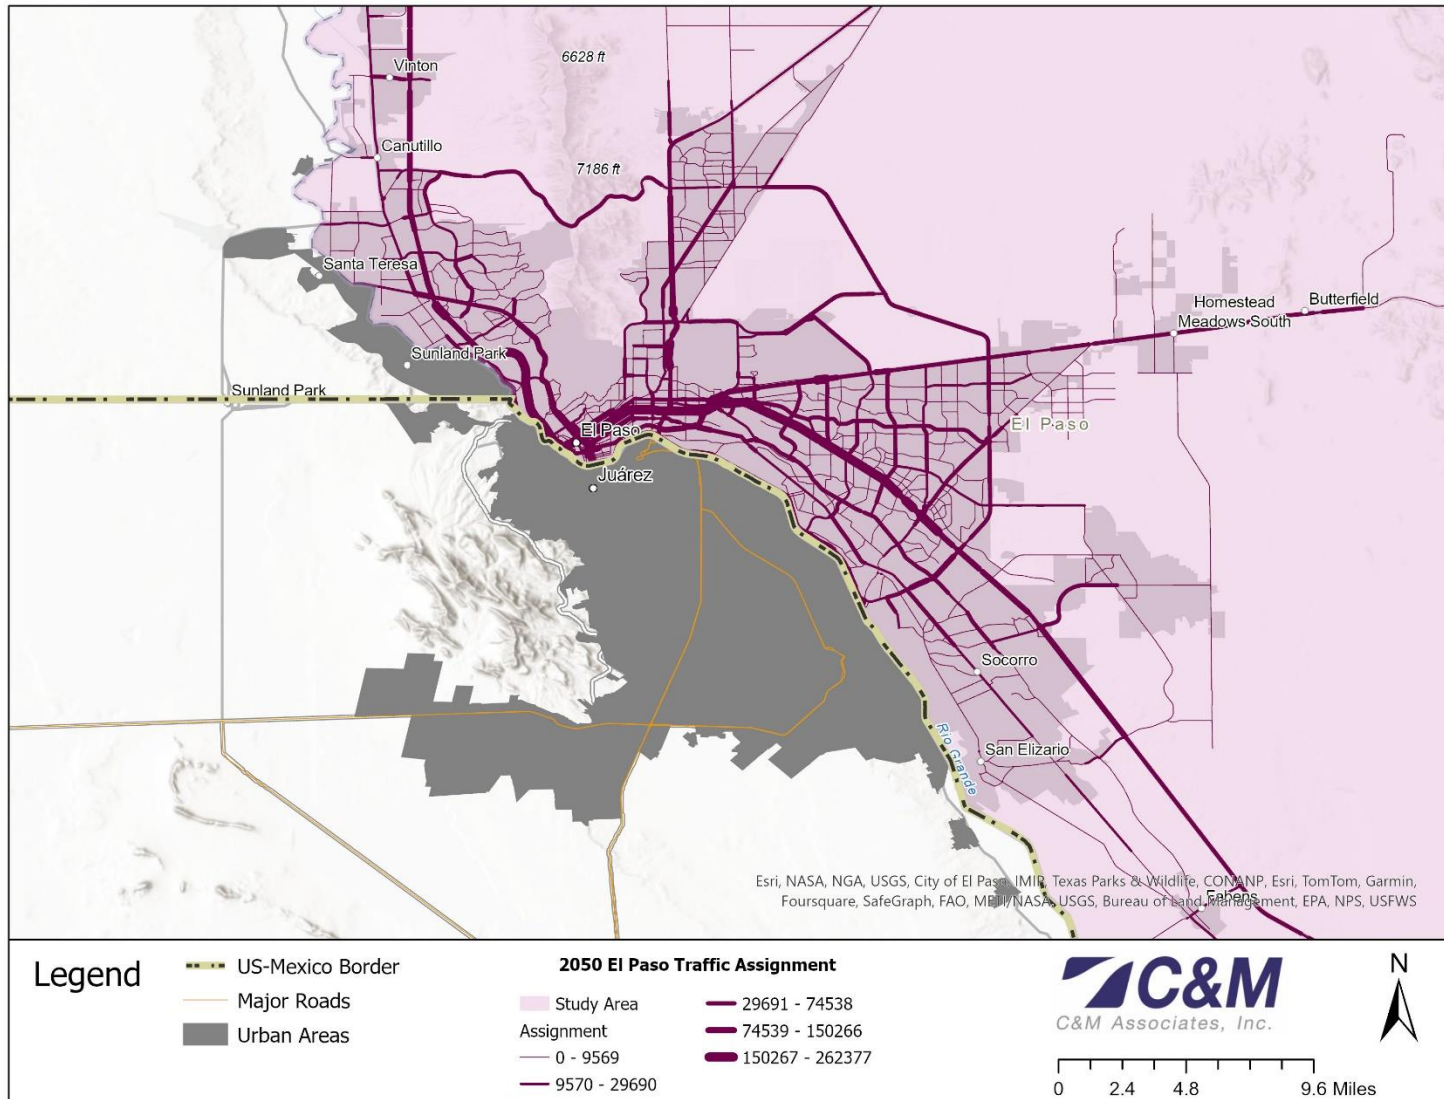 6628 ft
Vinton
Canutillo
7186 ft
Santa Teresa
Homestead
Meadows South
Butterfield
Sunland Park
Sunland Park
El Paso
El Paso
Juárez
Socorro
San Elizario
Rio Grande
Fabens
Esri, NASA, NGA, USGS, City of El Paso, IMIP, Texas Parks & Wildlife, CONANP, Esri, TomTom, Garmin,
Foursquare, SafeGraph, FAO, METI/NASA, USGS, Bureau of Land Management, EPA, NPS, USFWS
Legend
US-Mexico Border
Major Roads
Urban Areas
2050 El Paso Traffic Assignment
Study Area
Assignment
0 - 9569
9570 - 29690
29691 - 74538
74539 - 150266
150267 - 262377
C&M
C&M Associates, Inc.
N
0 2.4 4.8 9.6 Miles